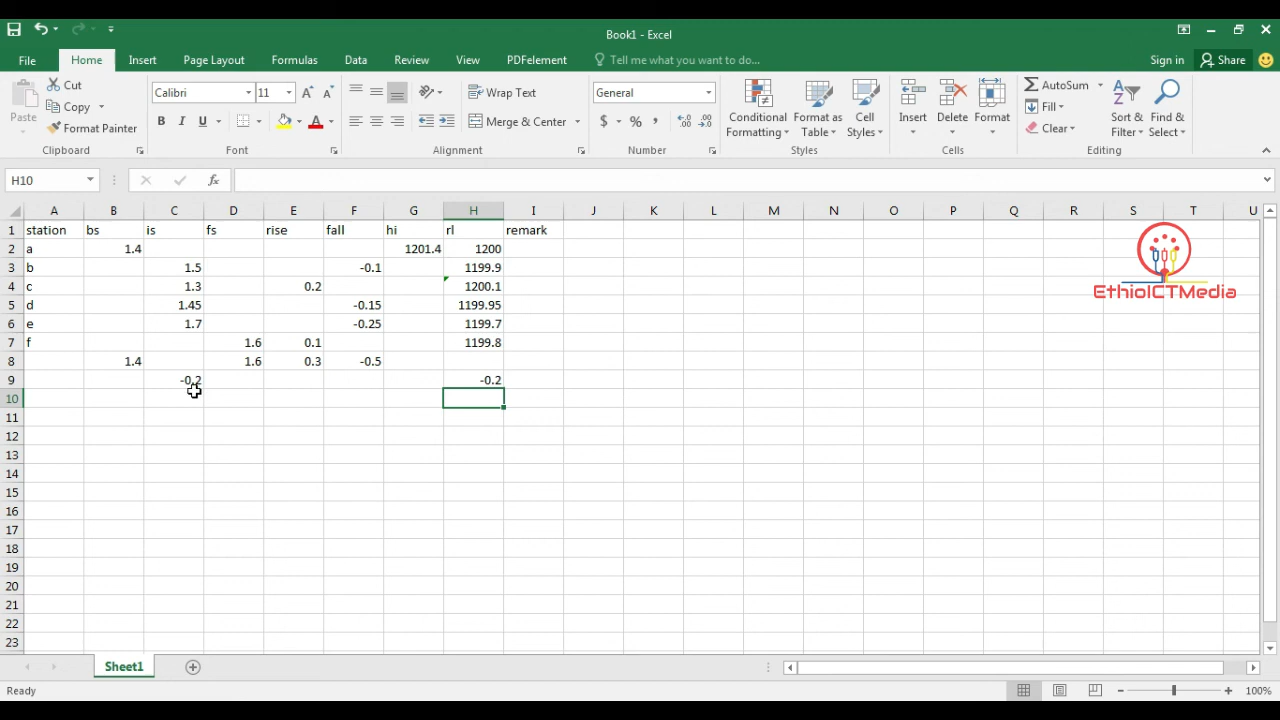 Book1 - Excel
File Home Insert Page Layout Formulas Data Review View PDFelement Tell me what you want to do... Sign in Share
Paste Cut Copy Format Painter Clipboard
Calibri 11 A A B I U A Font
Wrap Text Merge & Center Alignment
General $ % , Number
Conditional Formatting Format as Table Cell Styles Styles
Insert Delete Format Cells
AutoSum Fill Clear Sort & Filter Find & Select Editing
H10 fx
A B C D E F G H I J K L M N O P Q R S T U
1 station bs is fs rise fall hi rl remark
2 a 1.4 1201.4 1200
3 b 1.5 -0.1 1199.9
4 c 1.3 0.2 1200.1
5 d 1.45 -0.15 1199.95
6 e 1.7 -0.25 1199.7
7 f 1.6 0.1 1199.8
8 1.4 1.6 0.3 -0.5
9 -0.2 -0.2
10
11
12
13
14
15
16
17
18
19
20
21
22
23
EthioICTMedia
Sheet1
Ready 100%